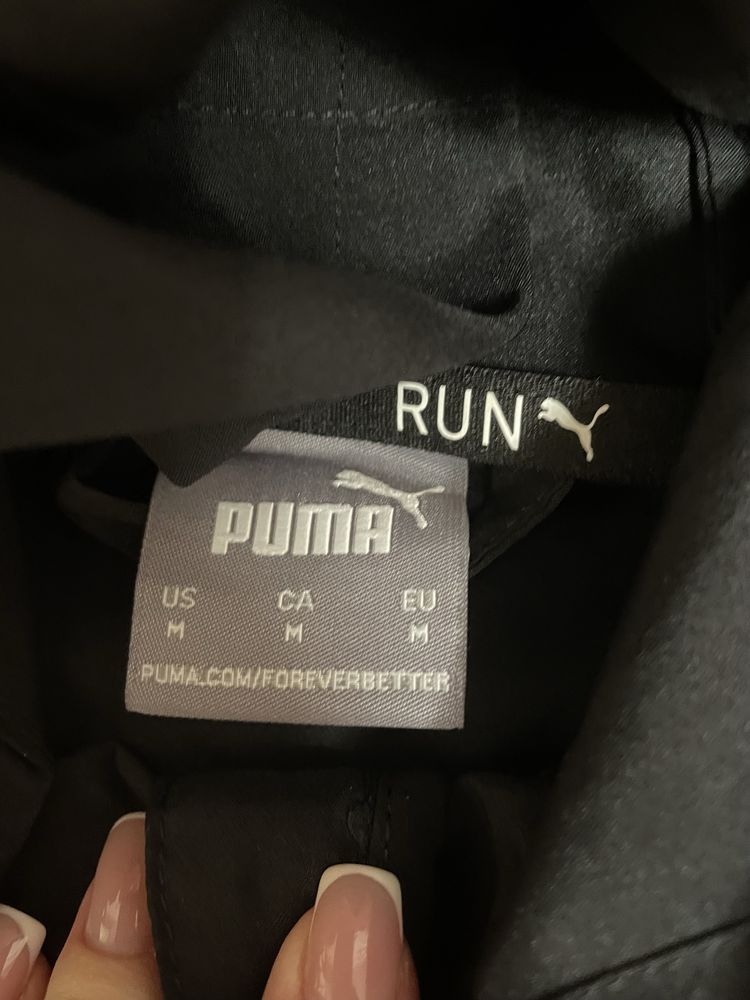 RUN
PUMA
US CA EU
M M M
PUMA.COM/FOREVERBETTER